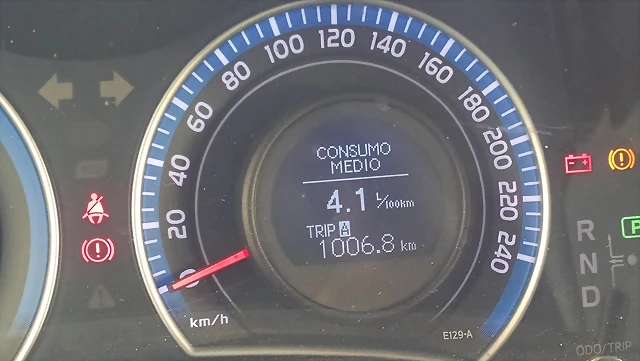 CONSUMO
MEDIO
4.1 L/100km
TRIP A
1006.8 km
0
20
40
60
80
100
120
140
160
180
200
220
240
km/h
E129-A
R
N
D
P
ODO/TRIP